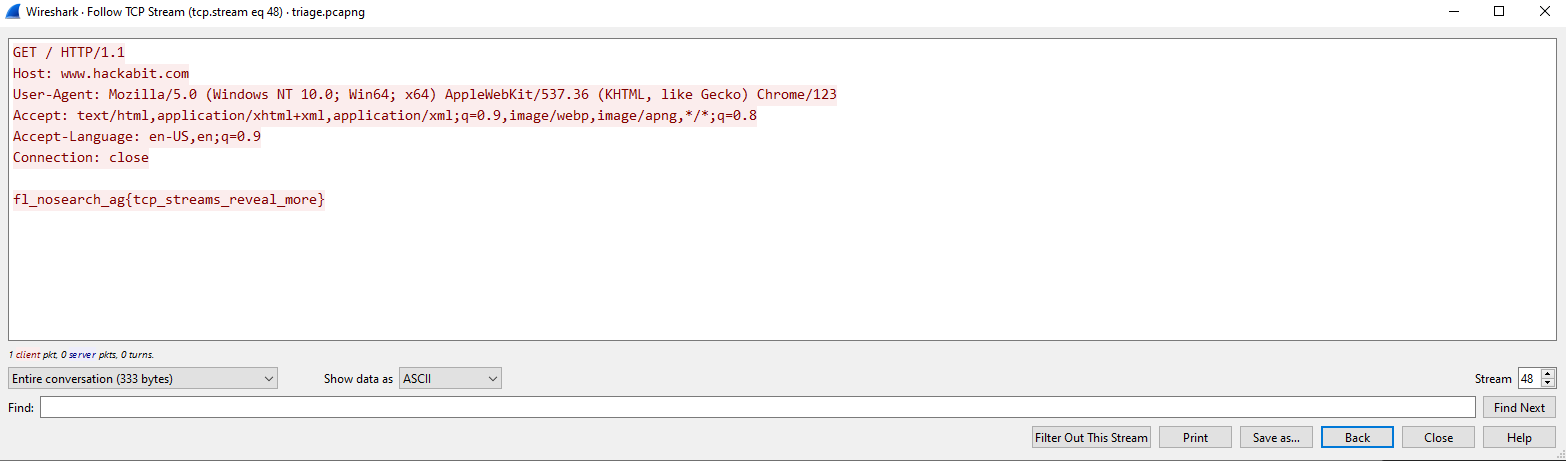 Wireshark · Follow TCP Stream (tcp.stream eq 48) · triage.pcapng
GET / HTTP/1.1
Host: www.hackabit.com
User-Agent: Mozilla/5.0 (Windows NT 10.0; Win64; x64) AppleWebKit/537.36 (KHTML, like Gecko) Chrome/123
Accept: text/html,application/xhtml+xml,application/xml;q=0.9,image/webp,image/apng,*/*;q=0.8
Accept-Language: en-US,en;q=0.9
Connection: close
fl_nosearch_ag{tcp_streams_reveal_more}
1 client pkt, 0 server pkts, 0 turns.
Entire conversation (333 bytes) Show data as ASCII Stream 48
Find: Find Next
Filter Out This Stream Print Save as... Back Close Help